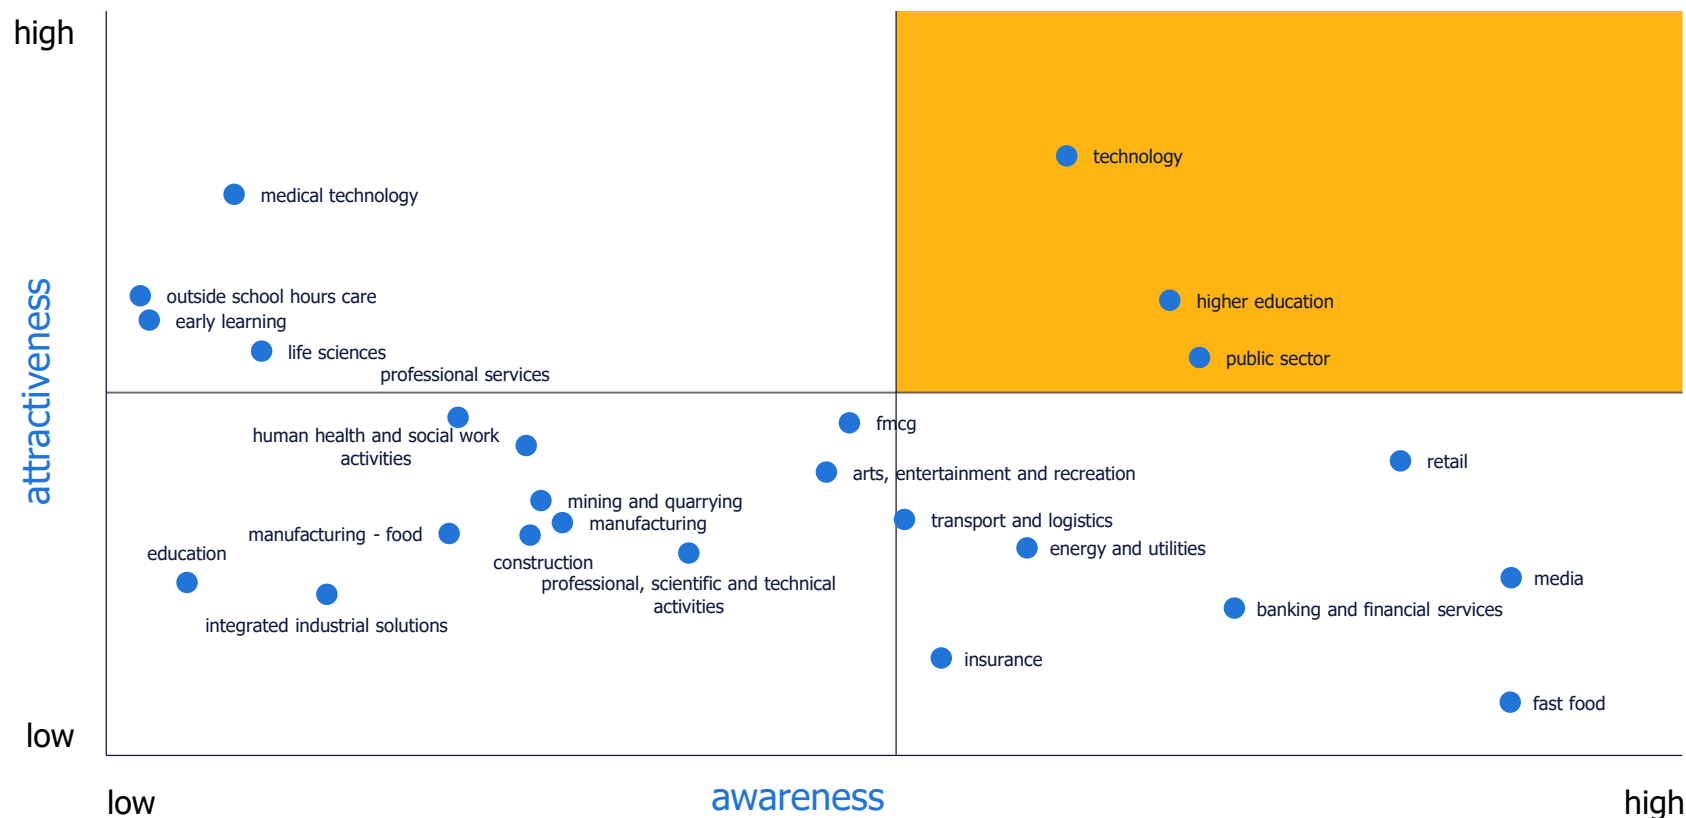 high
technology
medical technology
outside school hours care
higher education
early learning
life sciences
public sector
professional services
attractiveness
fmcg
human health and social work
activities
retail
arts, entertainment and recreation
mining and quarrying
manufacturing
transport and logistics
manufacturing - food
energy and utilities
education
construction
professional, scientific and technical
activities
media
banking and financial services
integrated industrial solutions
insurance
fast food
low
low
awareness
high